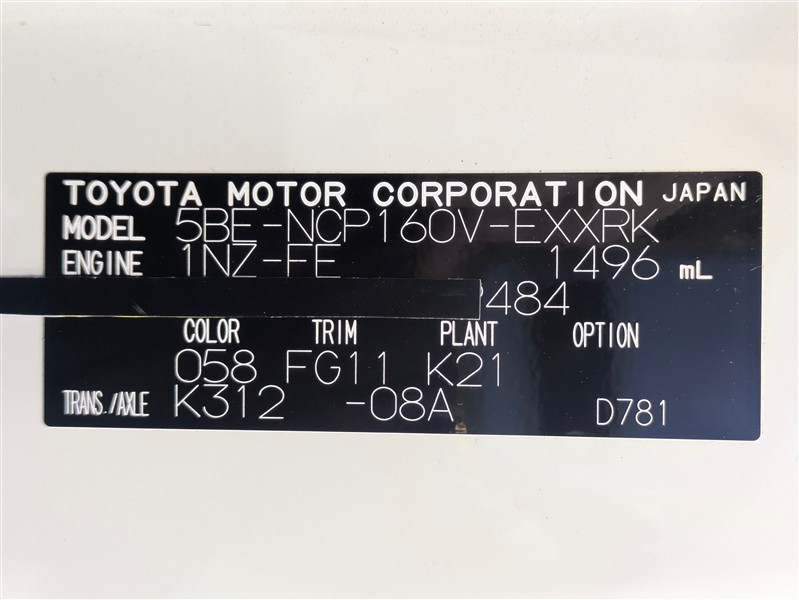 TOYOTA MOTOR CORPORATION JAPAN
MODEL 5BE-NCP160V-EXXRK
ENGINE 1NZ-FE 1496 mL
484
COLOR TRIM PLANT OPTION
058 FG11 K21
TRANS./AXLE K312 -08A D781